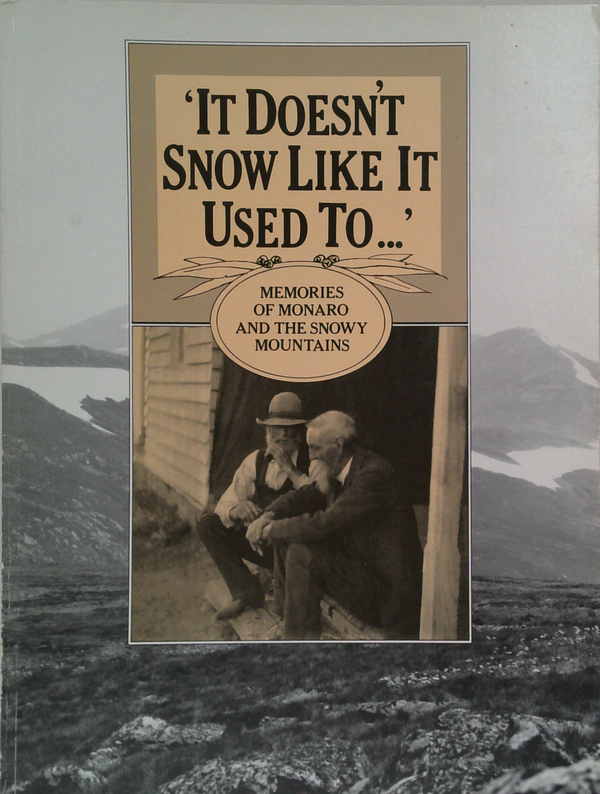 ‘It Doesn't
Snow Like It
Used To...’
MEMORIES
OF MONARO
AND THE SNOWY
MOUNTAINS